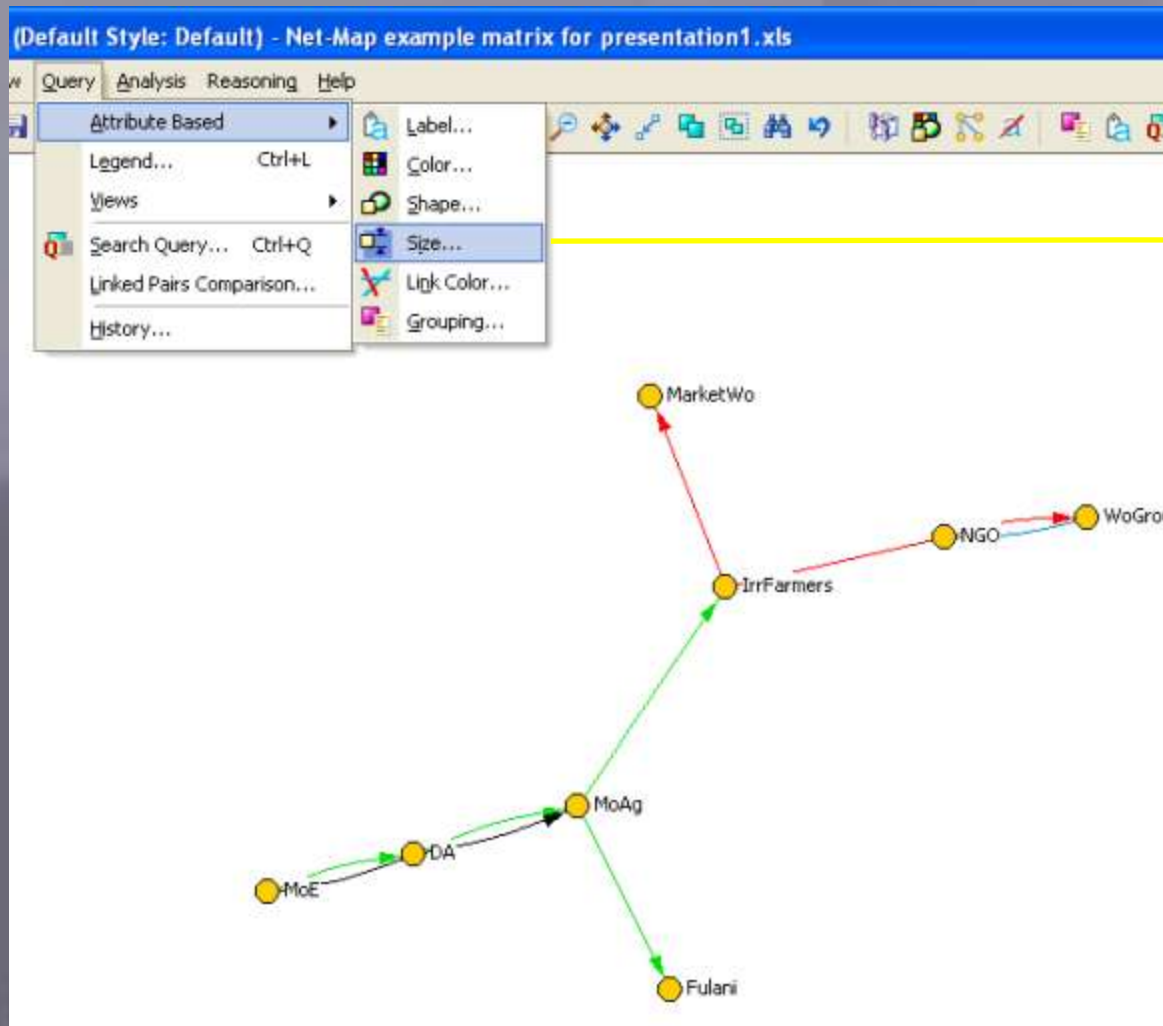 (Default Style: Default) - Net-Map example matrix for presentation1.xls
w Query Analysis Reasoning Help
Attribute Based
Legend... Ctrl+L
Views
Search Query... Ctrl+Q
Linked Pairs Comparison...
History...
Label...
Color...
Shape...
Size...
Link Color...
Grouping...
MarketWo
WoGro
NGO
IrrFarmers
MoAg
DA
MoE
Fulani